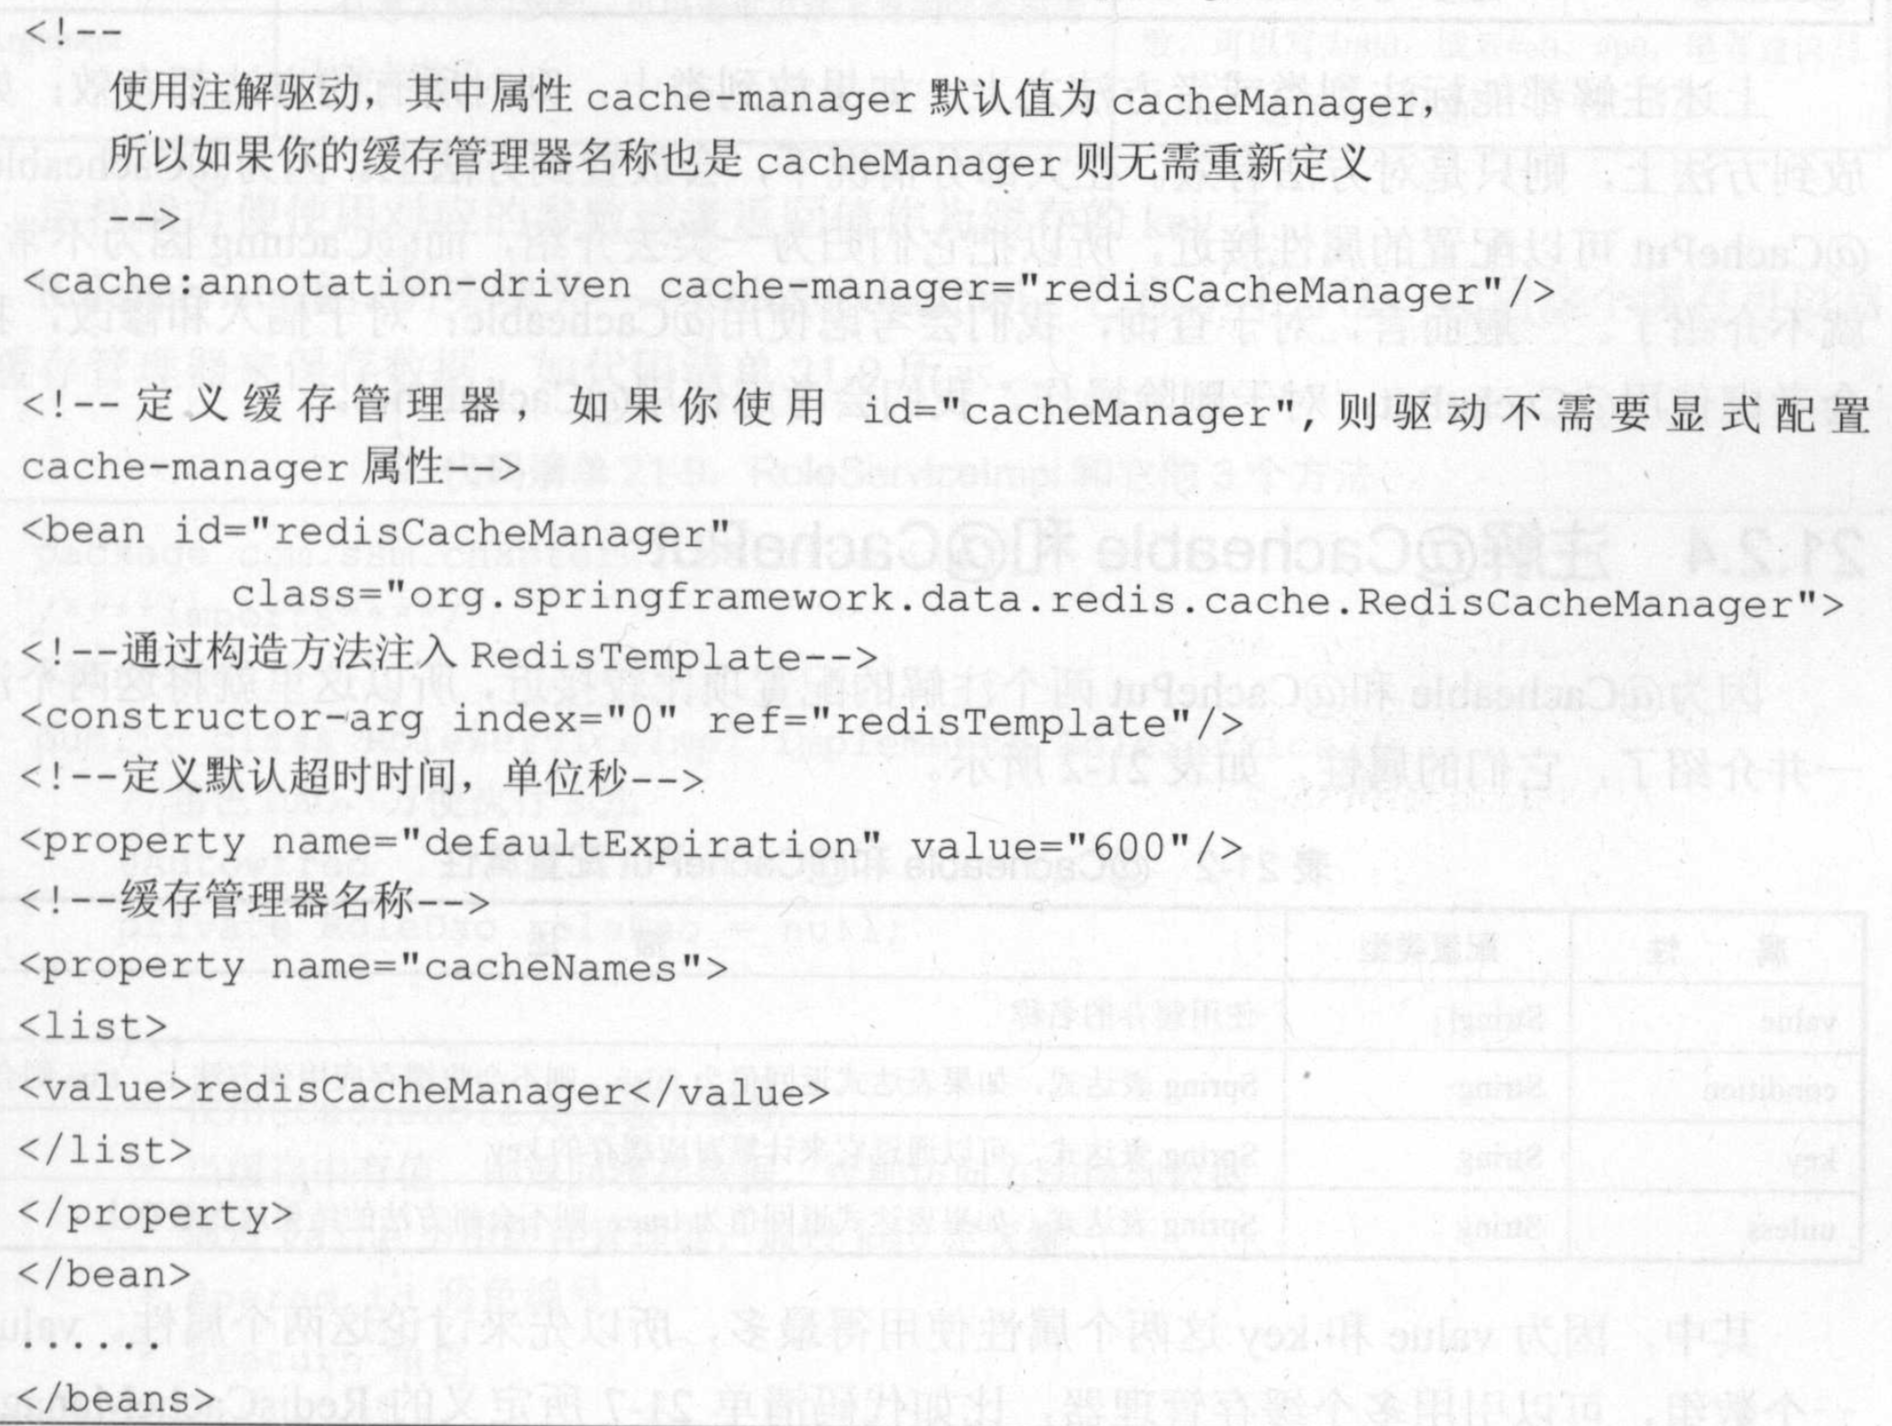 <!--
使用注解驱动，其中属性 cache-manager 默认值为 cacheManager，
所以如果你的缓存管理器名称也是 cacheManager 则无需重新定义
-->
<cache:annotation-driven cache-manager="redisCacheManager"/>
<!-- 定义缓存管理器，如果你使用 id="cacheManager", 则驱动不需要显式配置
cache-manager 属性-->
<bean id="redisCacheManager"
class="org.springframework.data.redis.cache.RedisCacheManager">
<!--通过构造方法注入 RedisTemplate-->
<constructor-arg index="0" ref="redisTemplate"/>
<!--定义默认超时时间，单位秒-->
<property name="defaultExpiration" value="600"/>
<!--缓存管理器名称-->
<property name="cacheNames">
<list>
<value>redisCacheManager</value>
</list>
</property>
</bean>
......
</beans>